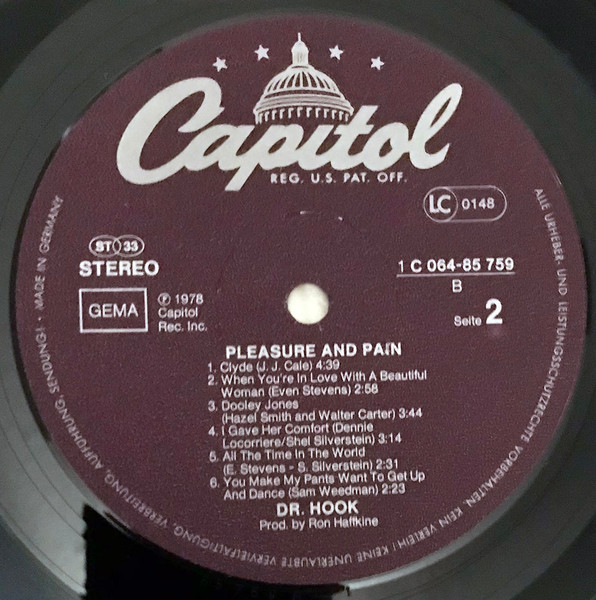 Capitol
REG. U.S. PAT. OFF.
LC 0148
ST 33
STEREO
GEMA
℗ 1978
Capitol
Rec. Inc.
1 C 064-85 759
B
Seite 2
PLEASURE AND PAIN
1. Clyde (J. J. Cale) 4:39
2. When You're In Love With A Beautiful
Woman (Even Stevens) 2:58
3. Dooley Jones
(Hazel Smith and Walter Carter) 3:44
4. I Gave Her Comfort (Dennie
Locorriere/Shel Silverstein) 3:14
5. All The Time In The World
(E. Stevens - S. Silverstein) 2:31
6. You Make My Pants Want To Get Up
And Dance (Sam Weedman) 2:23
DR. HOOK
Prod. by Ron Haffkine
ALLE URHEBER- UND LEISTUNGSSCHUTZRECHTE VORBEHALTEN. KEIN VERLEIH! KEINE UNERLAUBTE VERVIELFÄLTIGUNG, VERBREITUNG, AUFFÜHRUNG, SENDUNG! · MADE IN GERMANY